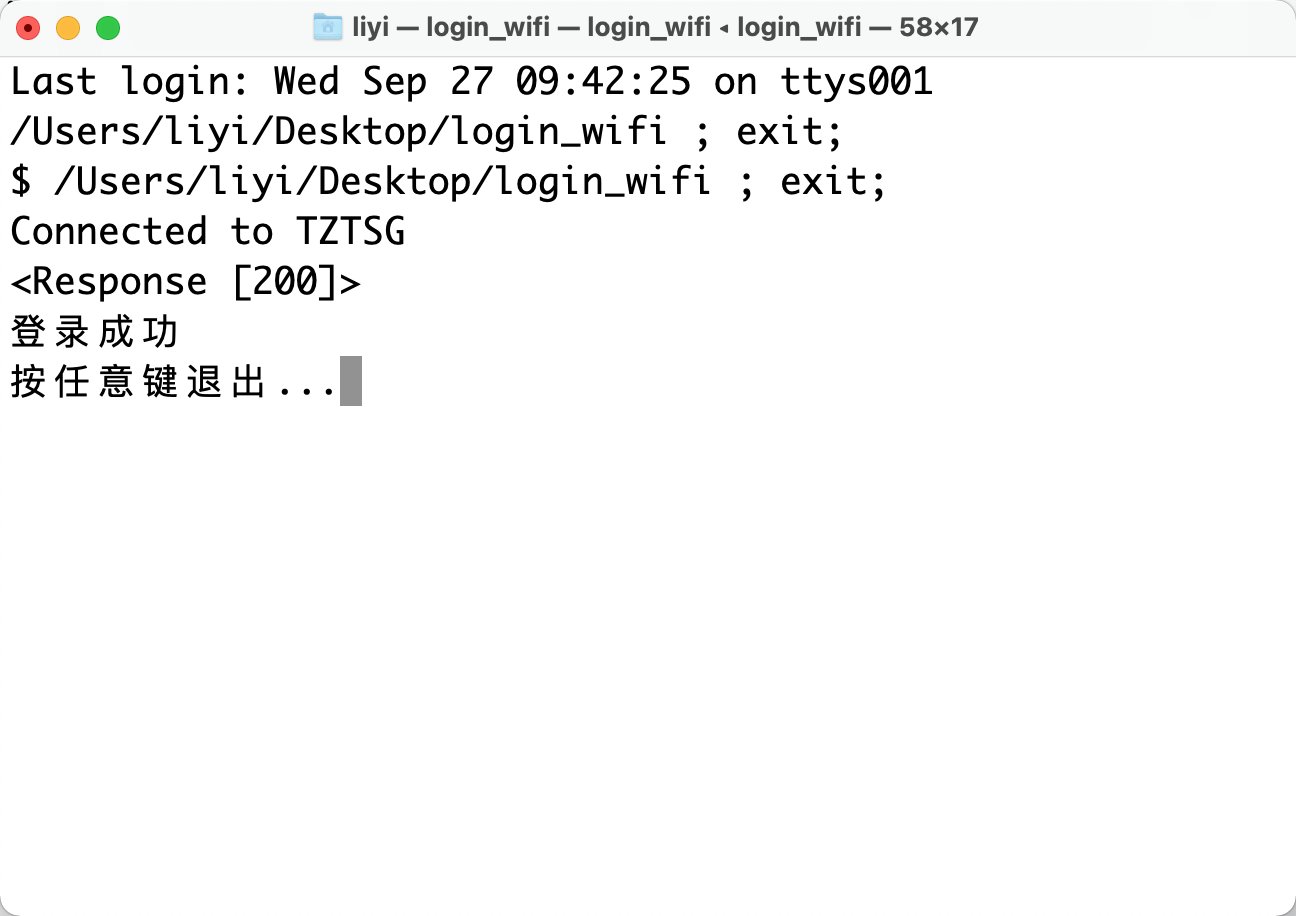 liyi — login_wifi — login_wifi ◂ login_wifi — 58×17
Last login: Wed Sep 27 09:42:25 on ttys001
/Users/liyi/Desktop/login_wifi ; exit;
$ /Users/liyi/Desktop/login_wifi ; exit;
Connected to TZTSG
<Response [200]>
登录成功
按任意键退出...